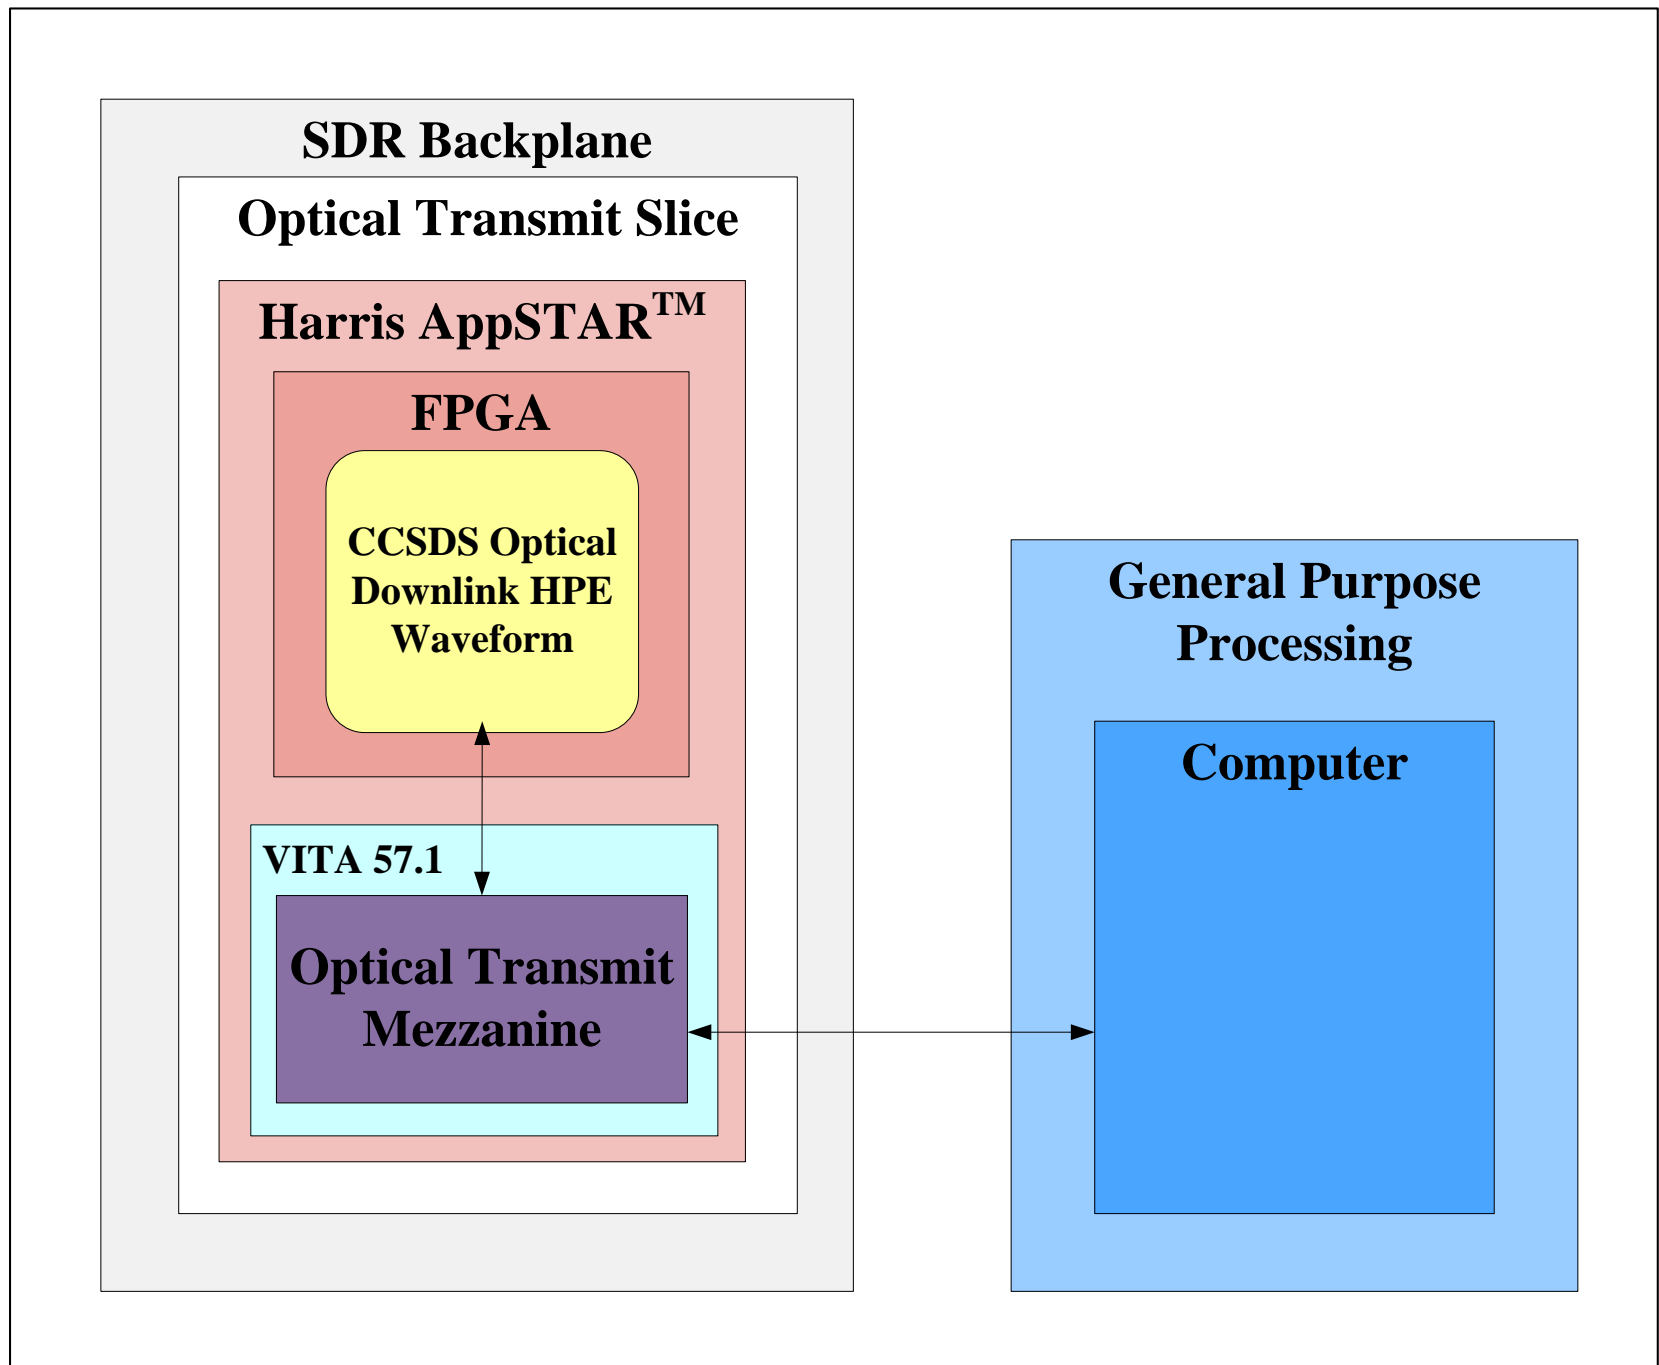 SDR Backplane
Optical Transmit Slice
Harris AppSTAR™
FPGA
CCSDS Optical
Downlink HPE
Waveform
VITA 57.1
Optical Transmit
Mezzanine
General Purpose
Processing
Computer